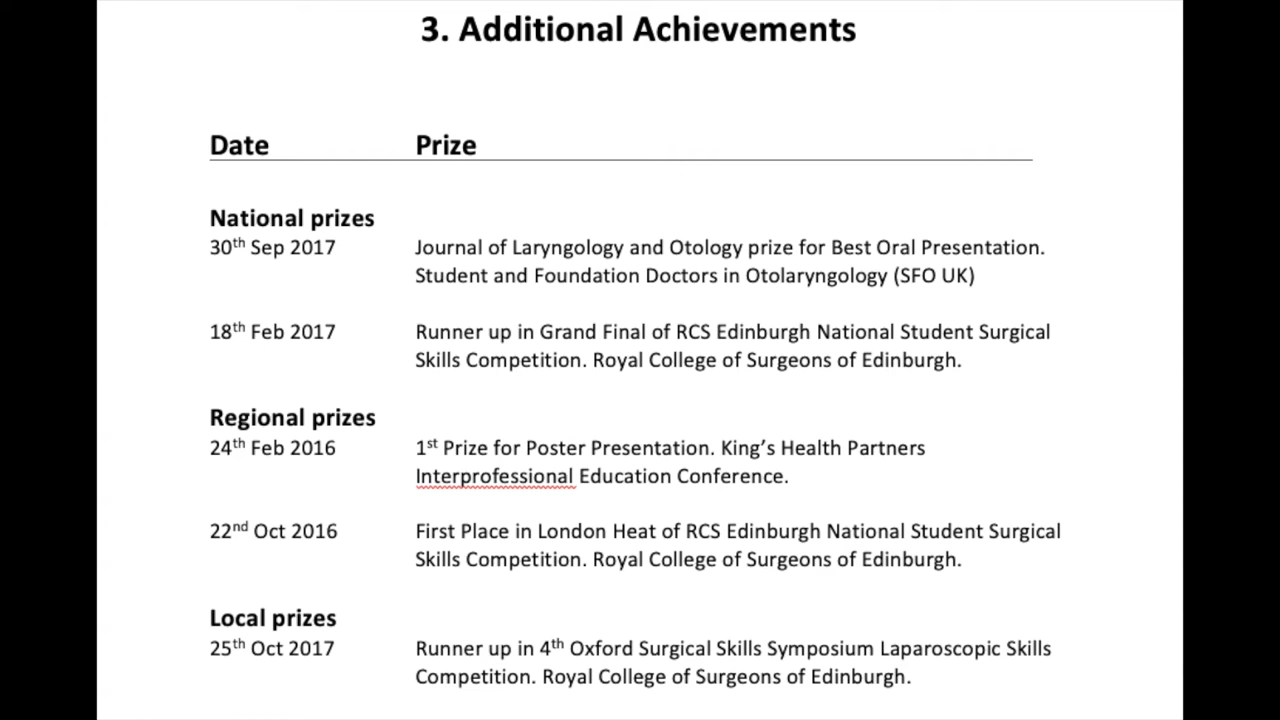 3. Additional Achievements
Date Prize
National prizes
30th Sep 2017 Journal of Laryngology and Otology prize for Best Oral Presentation.
Student and Foundation Doctors in Otolaryngology (SFO UK)
18th Feb 2017 Runner up in Grand Final of RCS Edinburgh National Student Surgical
Skills Competition. Royal College of Surgeons of Edinburgh.
Regional prizes
24th Feb 2016 1st Prize for Poster Presentation. King’s Health Partners
Interprofessional Education Conference.
22nd Oct 2016 First Place in London Heat of RCS Edinburgh National Student Surgical
Skills Competition. Royal College of Surgeons of Edinburgh.
Local prizes
25th Oct 2017 Runner up in 4th Oxford Surgical Skills Symposium Laparoscopic Skills
Competition. Royal College of Surgeons of Edinburgh.